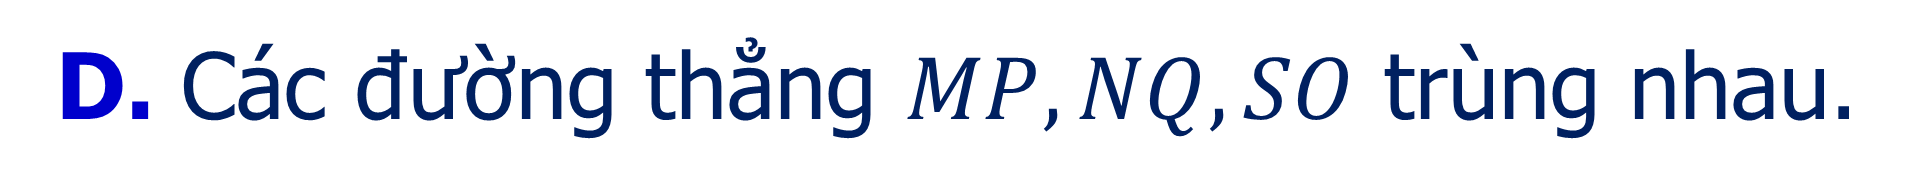 D. Các đường thẳng MP, NQ, SO trùng nhau.